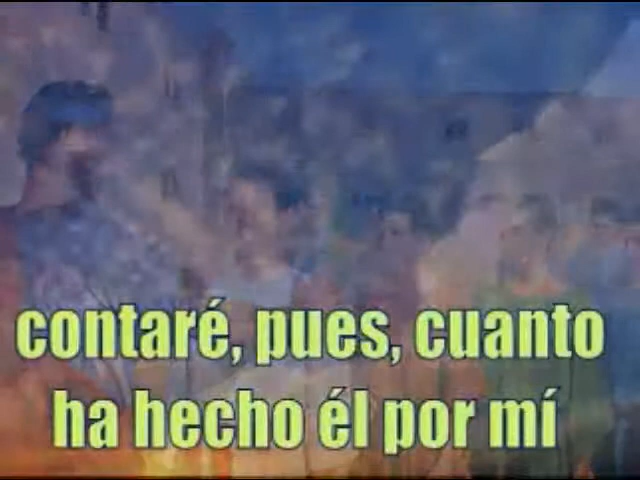 contaré, pues, cuanto
ha hecho él por mí